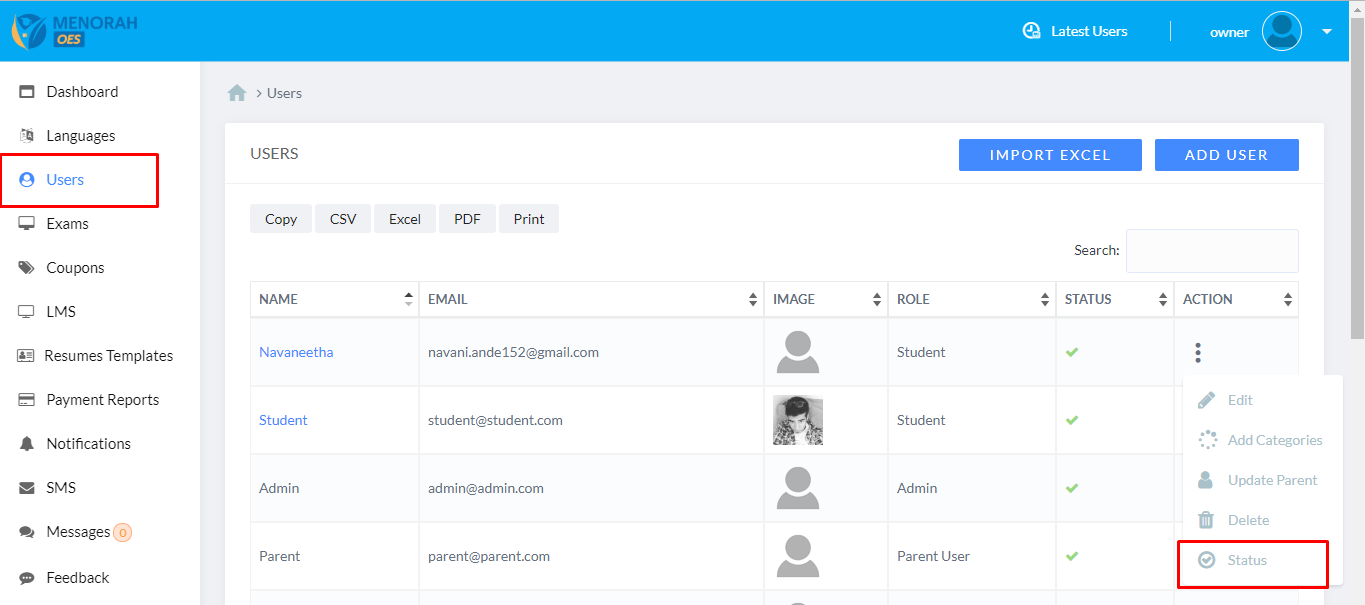 MENORAH
OES
Latest Users
owner
Dashboard
Languages
Users
Exams
Coupons
LMS
Resumes Templates
Payment Reports
Notifications
SMS
Messages 0
Feedback
> Users
USERS
IMPORT EXCEL
ADD USER
Copy CSV Excel PDF Print
Search:
NAME EMAIL IMAGE ROLE STATUS ACTION
Navaneetha navani.ande152@gmail.com Student
Student student@student.com Student
Admin admin@admin.com Admin
Parent parent@parent.com Parent User
Edit
Add Categories
Update Parent
Delete
Status